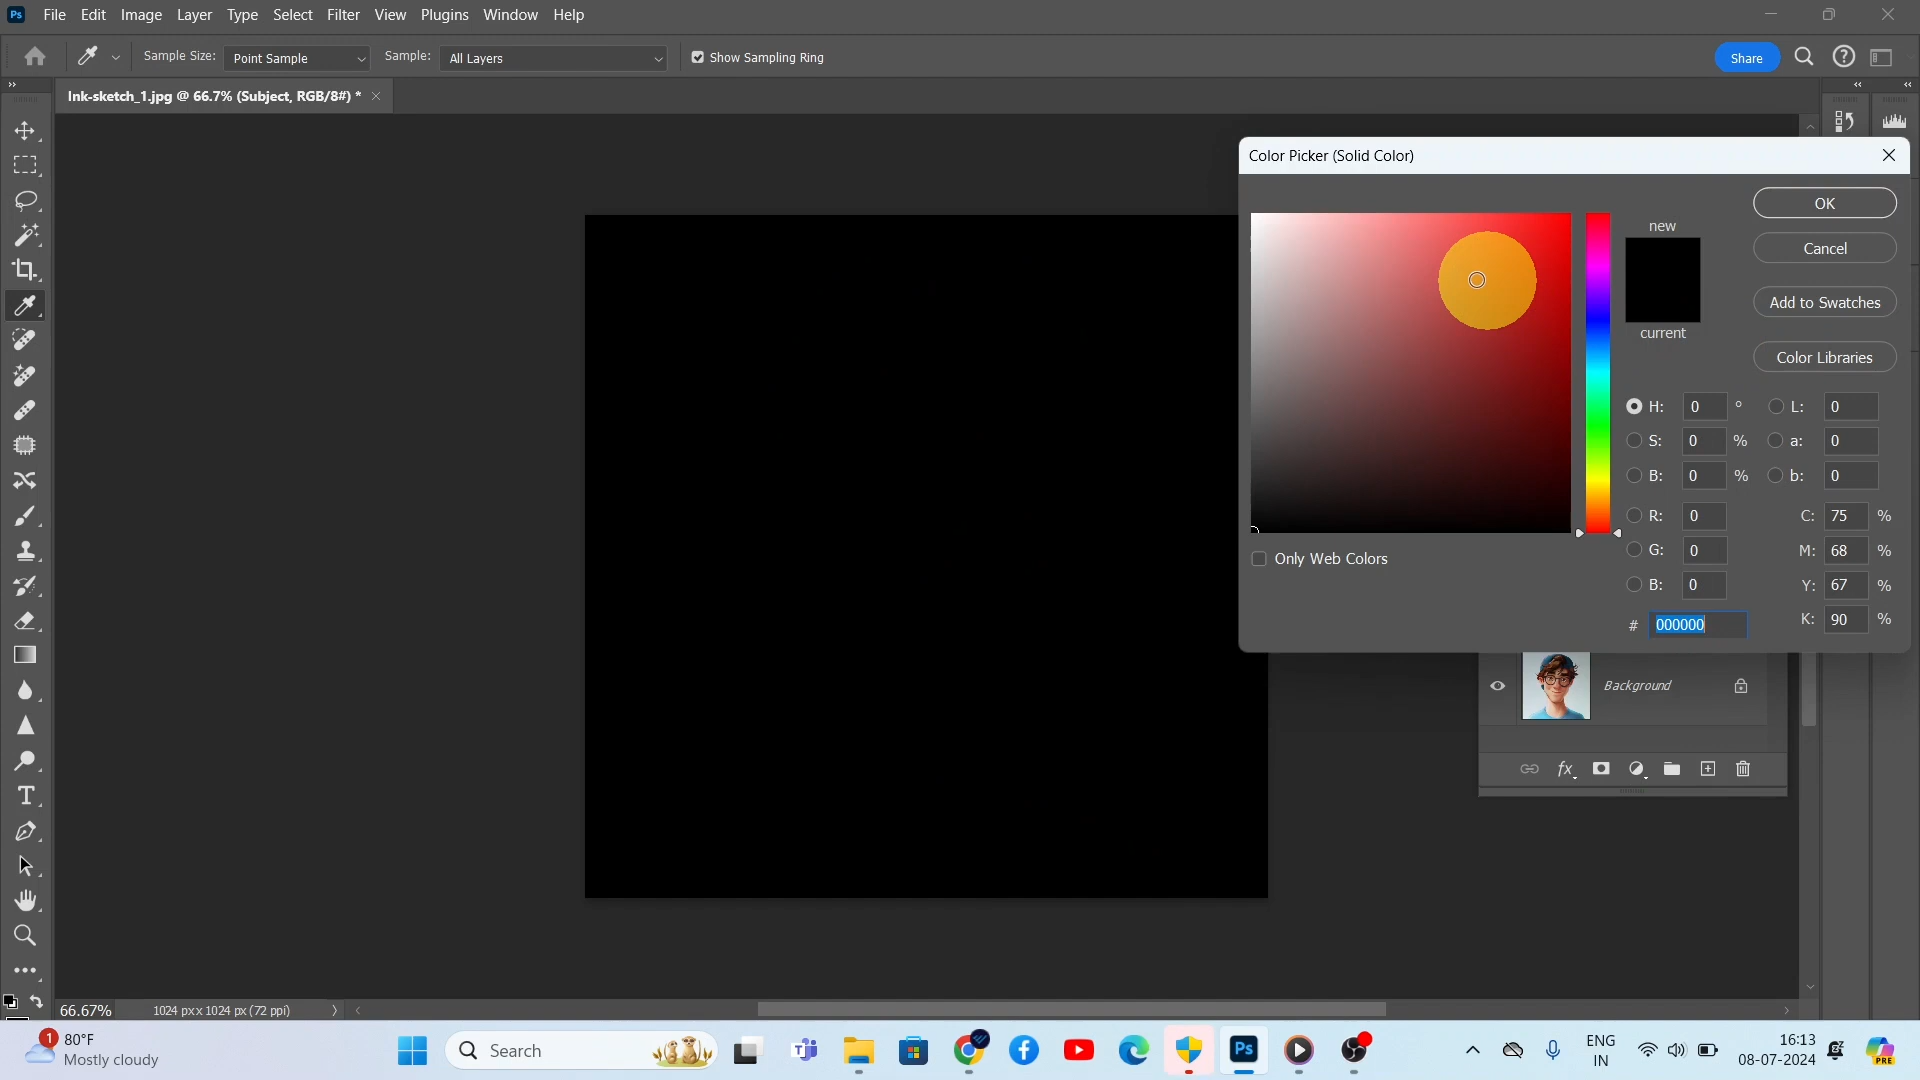 Ps File Edit Image Layer Type Select Filter View Plugins Window Help
Sample Size: Point Sample Sample: All Layers Show Sampling Ring Share
Ink-sketch_1.jpg @ 66.7% (Subject, RGB/8#) *
Color Picker (Solid Color)
OK
new
Cancel
Add to Swatches
current
Color Libraries
H: 0 ° L: 0
S: 0 % a: 0
B: 0 % b: 0
R: 0 C: 75 %
G: 0 M: 68 %
B: 0 Y: 67 %
# 000000 K: 90 %
Only Web Colors
Background
fx
66.67% 1024 px x 1024 px (72 ppi)
1
80°F
Mostly cloudy
Search
Ps
ENG
IN
16:13
08-07-2024
PRE